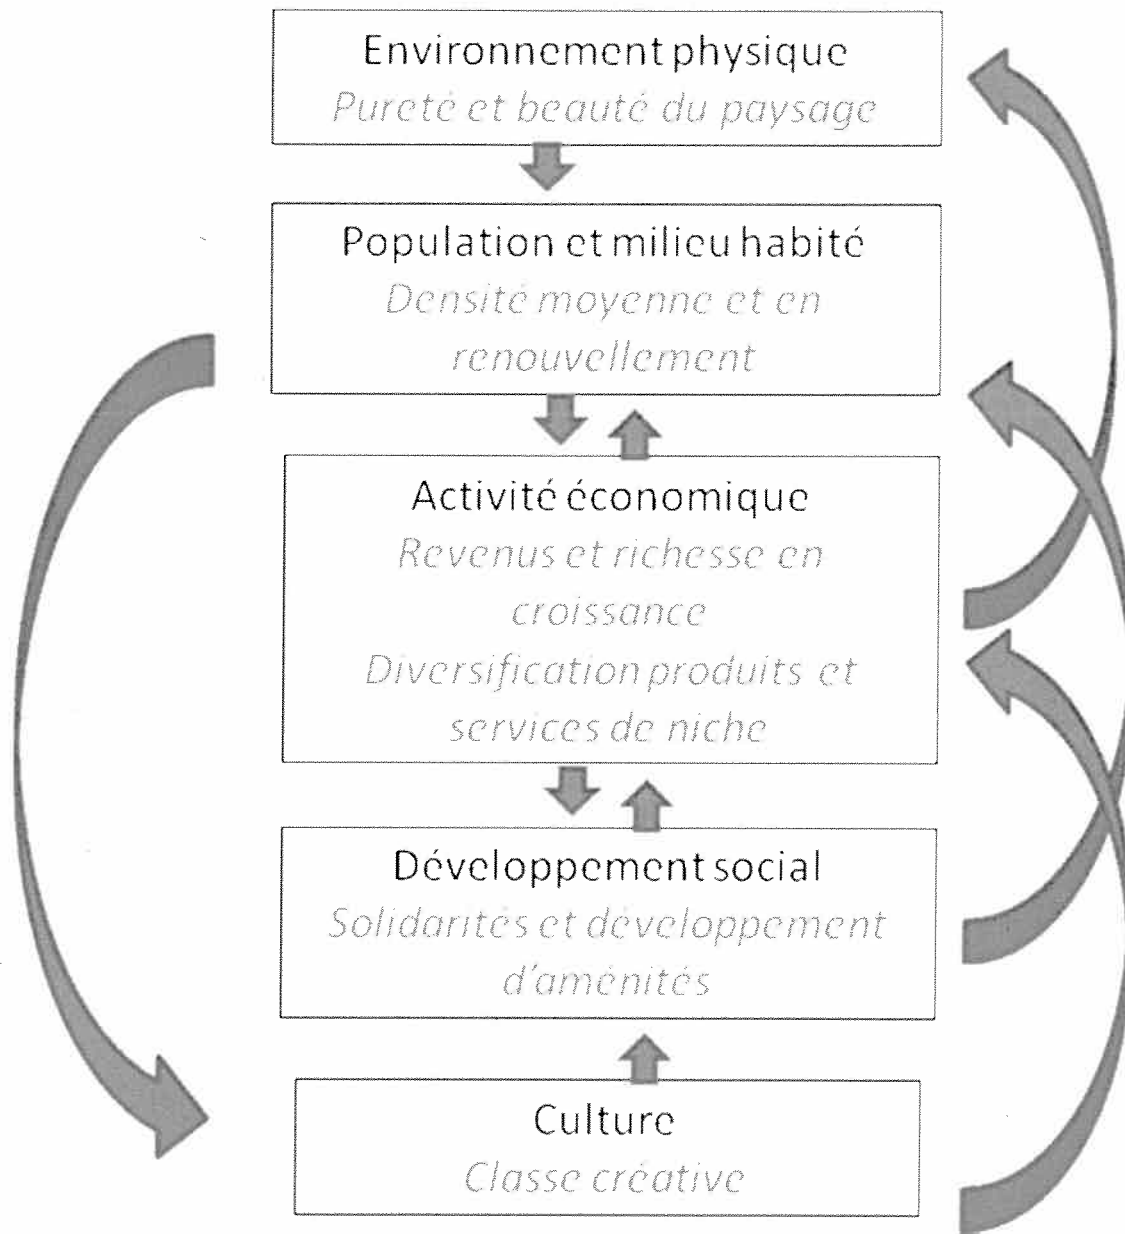 Environnement physique
Pureté et beauté du paysage
Population et milieu habité
Densité moyenne et en
renouvellement
Activité économique
Revenus et richesse en
croissance
Diversification produits et
services de niche
Développement social
Solidarités et développement
d'aménités
Culture
Classe créative